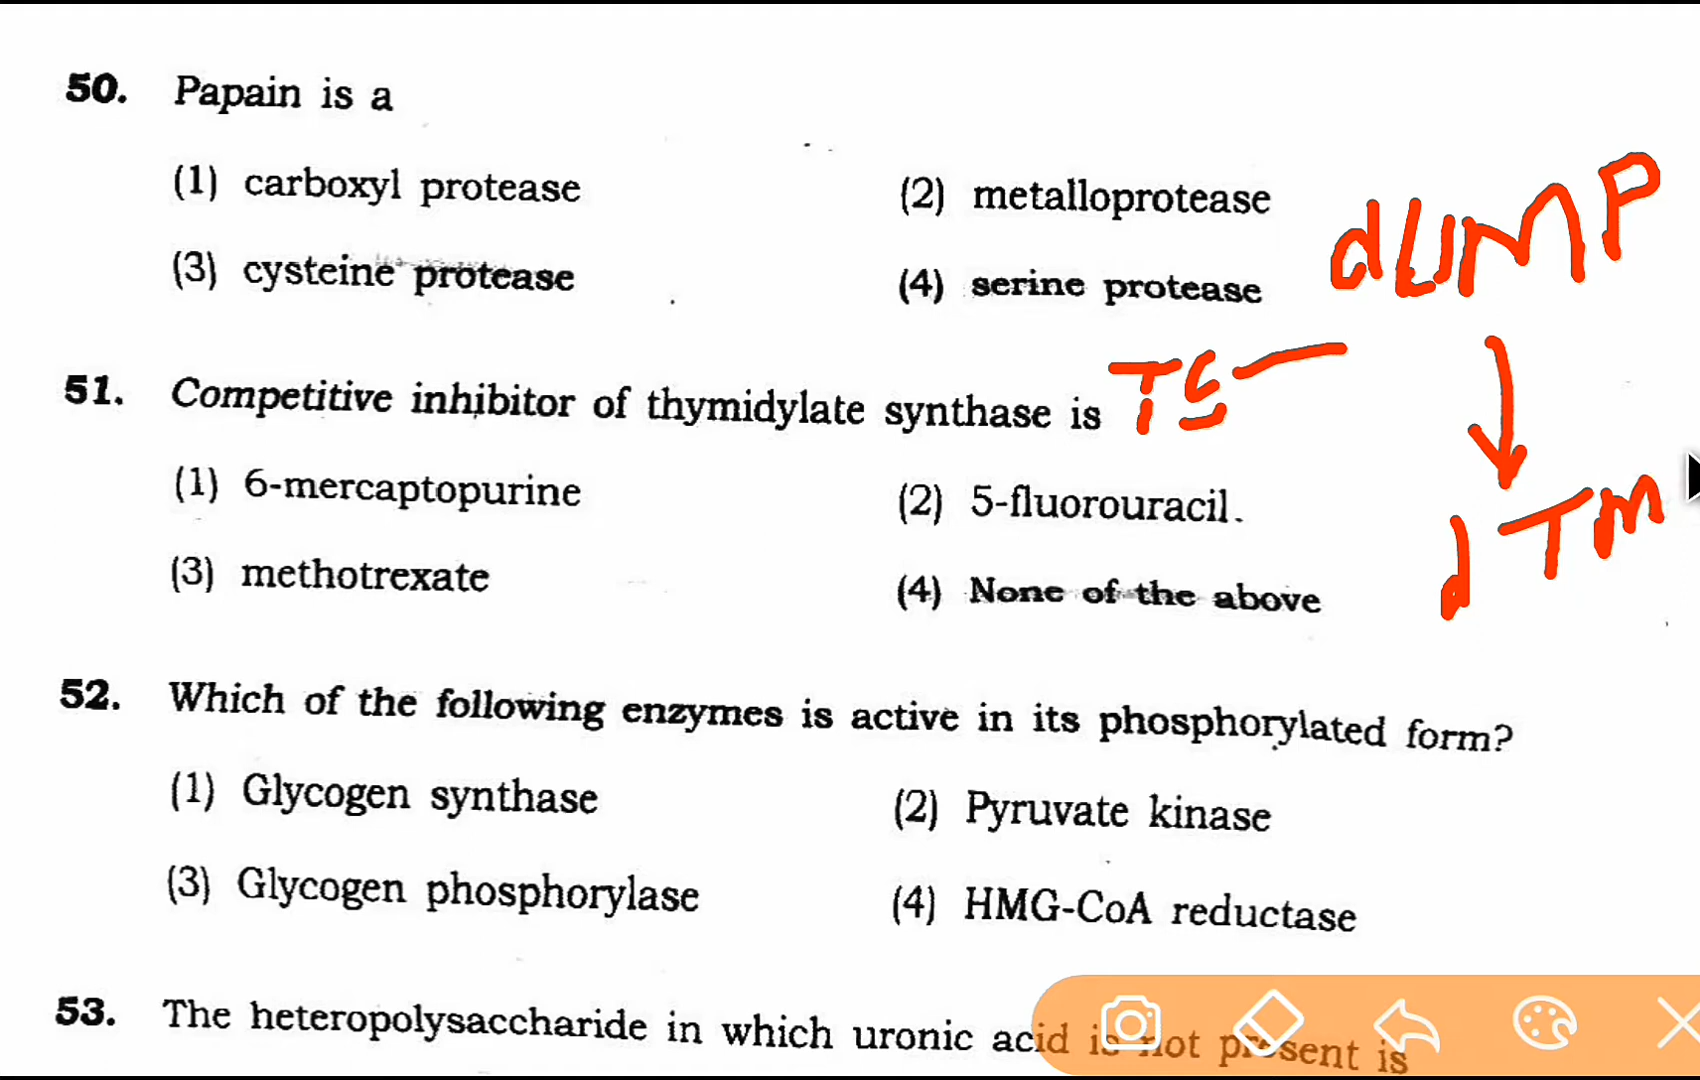 50. Papain is a
(1) carboxyl protease (2) metalloprotease
(3) cysteine protease (4) serine protease
dUMP
51. Competitive inhibitor of thymidylate synthase is TS
(1) 6-mercaptopurine (2) 5-fluorouracil.
(3) methotrexate (4) None of the above
dTM
52. Which of the following enzymes is active in its phosphorylated form?
(1) Glycogen synthase (2) Pyruvate kinase
(3) Glycogen phosphorylase (4) HMG-CoA reductase
53. The heteropolysaccharide in which uronic acid is not present is